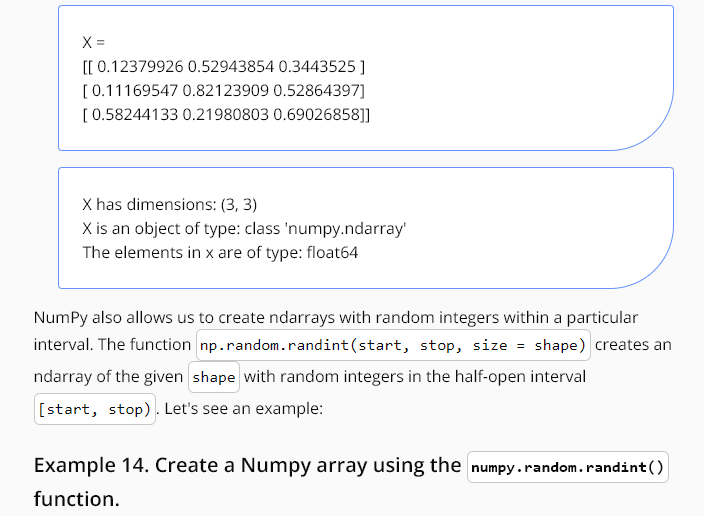 X =
[[ 0.12379926 0.52943854 0.3443525 ]
[ 0.11169547 0.82123909 0.52864397]
[ 0.58244133 0.21980803 0.69026858]]
X has dimensions: (3, 3)
X is an object of type: class 'numpy.ndarray'
The elements in x are of type: float64
NumPy also allows us to create ndarrays with random integers within a particular
interval. The function np.random.randint(start, stop, size = shape) creates an
ndarray of the given shape with random integers in the half-open interval
[start, stop). Let's see an example:
Example 14. Create a Numpy array using the numpy.random.randint()
function.